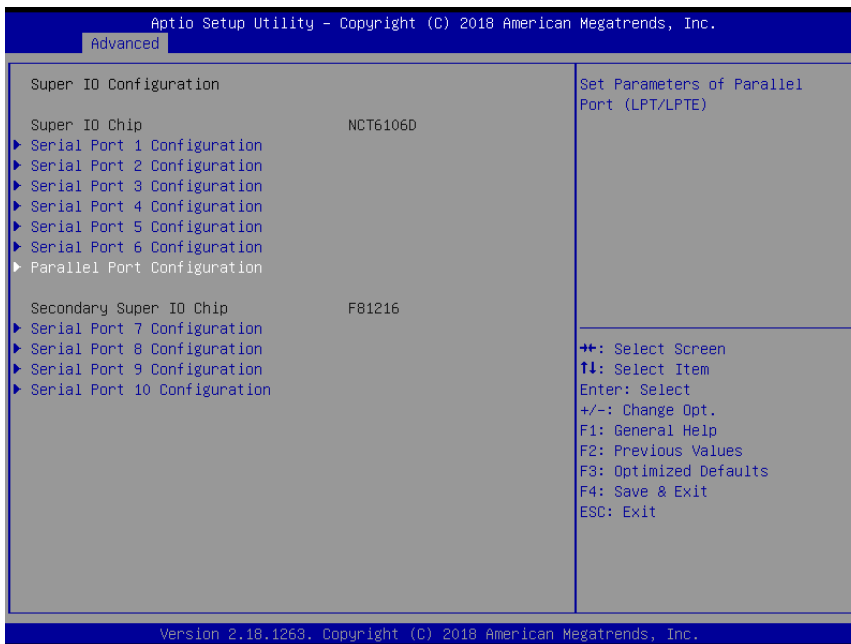 Aptio Setup Utility – Copyright (C) 2018 American Megatrends, Inc.
Advanced
Super IO Configuration
Super IO Chip NCT6106D
Serial Port 1 Configuration
Serial Port 2 Configuration
Serial Port 3 Configuration
Serial Port 4 Configuration
Serial Port 5 Configuration
Serial Port 6 Configuration
Parallel Port Configuration
Secondary Super IO Chip F81216
Serial Port 7 Configuration
Serial Port 8 Configuration
Serial Port 9 Configuration
Serial Port 10 Configuration
Set Parameters of Parallel
Port (LPT/LPTE)
→←: Select Screen
↑↓: Select Item
Enter: Select
+/-: Change Opt.
F1: General Help
F2: Previous Values
F3: Optimized Defaults
F4: Save & Exit
ESC: Exit
Version 2.18.1263. Copyright (C) 2018 American Megatrends, Inc.